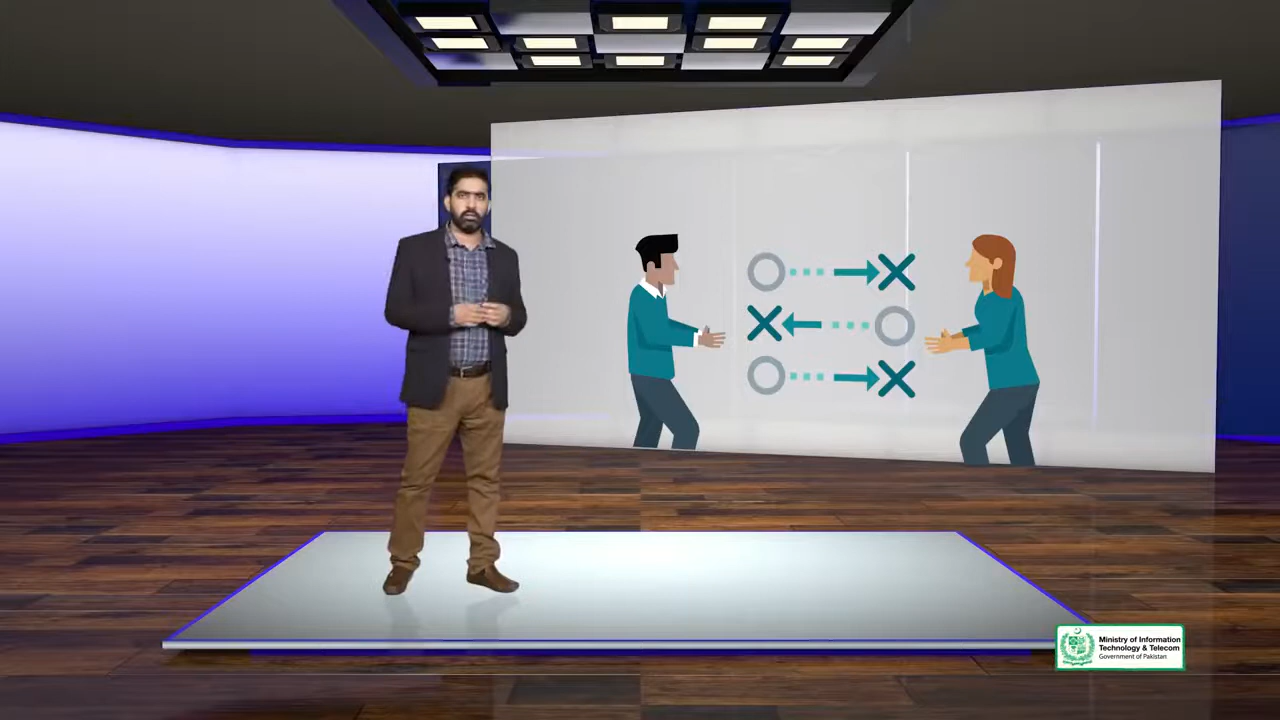 Ministry of Information
Technology & Telecom
Government of Pakistan